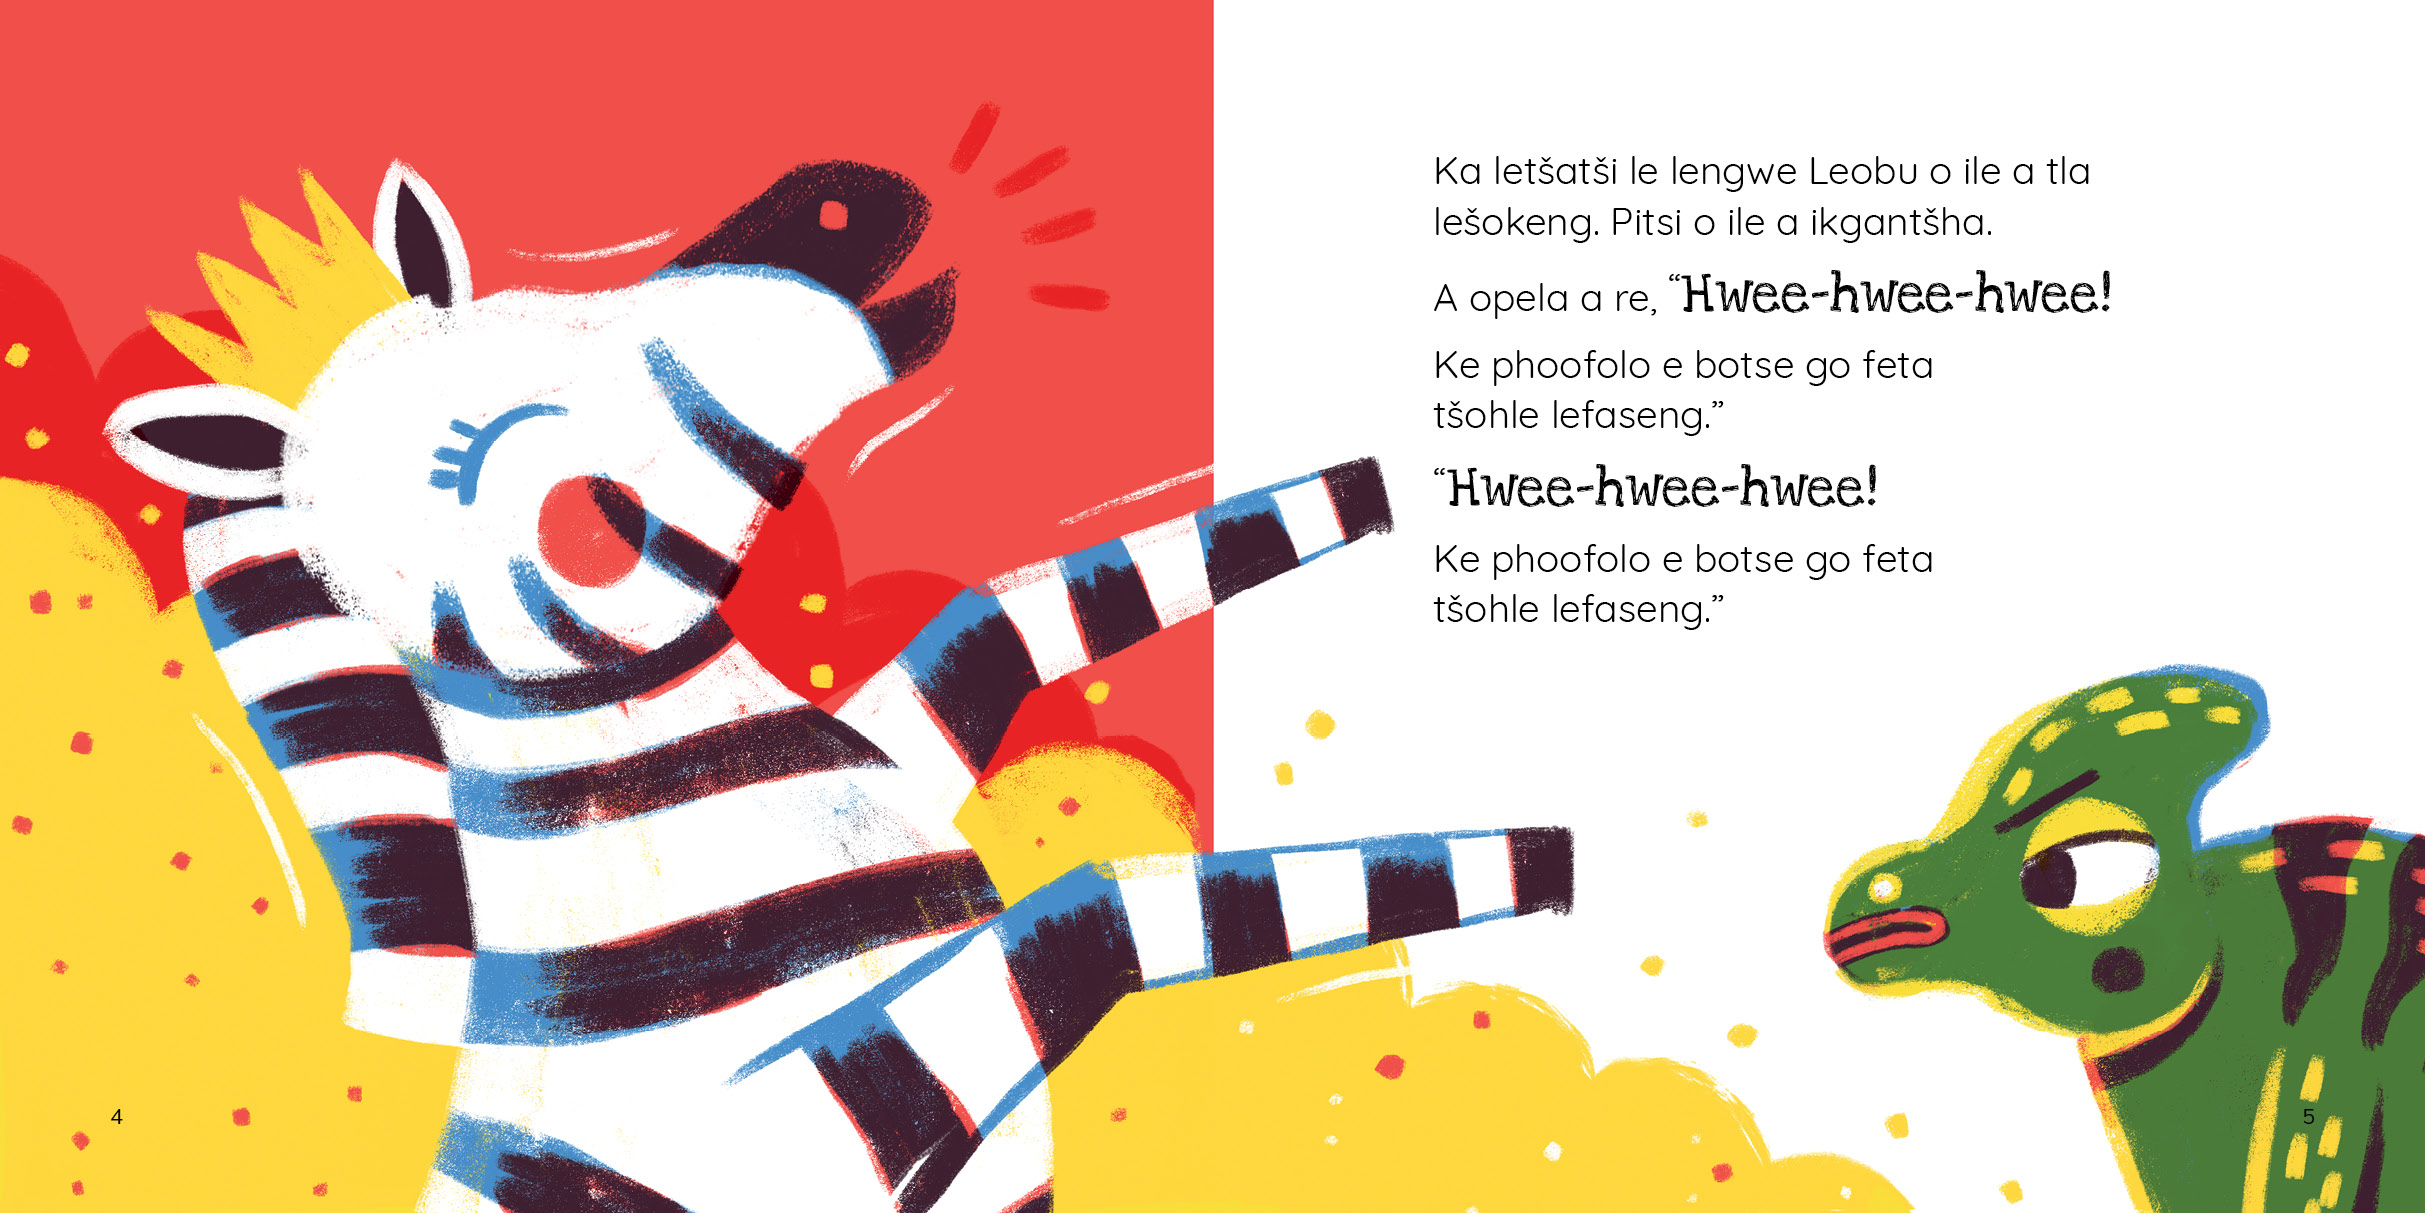 Ka letšatši le lengwe Leobu o ile a tla
lešokeng. Pitsi o ile a ikgantšha.
A opela a re, “Hwee-hwee-hwee!
Ke phoofolo e botse go feta
tšohle lefaseng.”
“Hwee-hwee-hwee!
Ke phoofolo e botse go feta
tšohle lefaseng.”
4
5